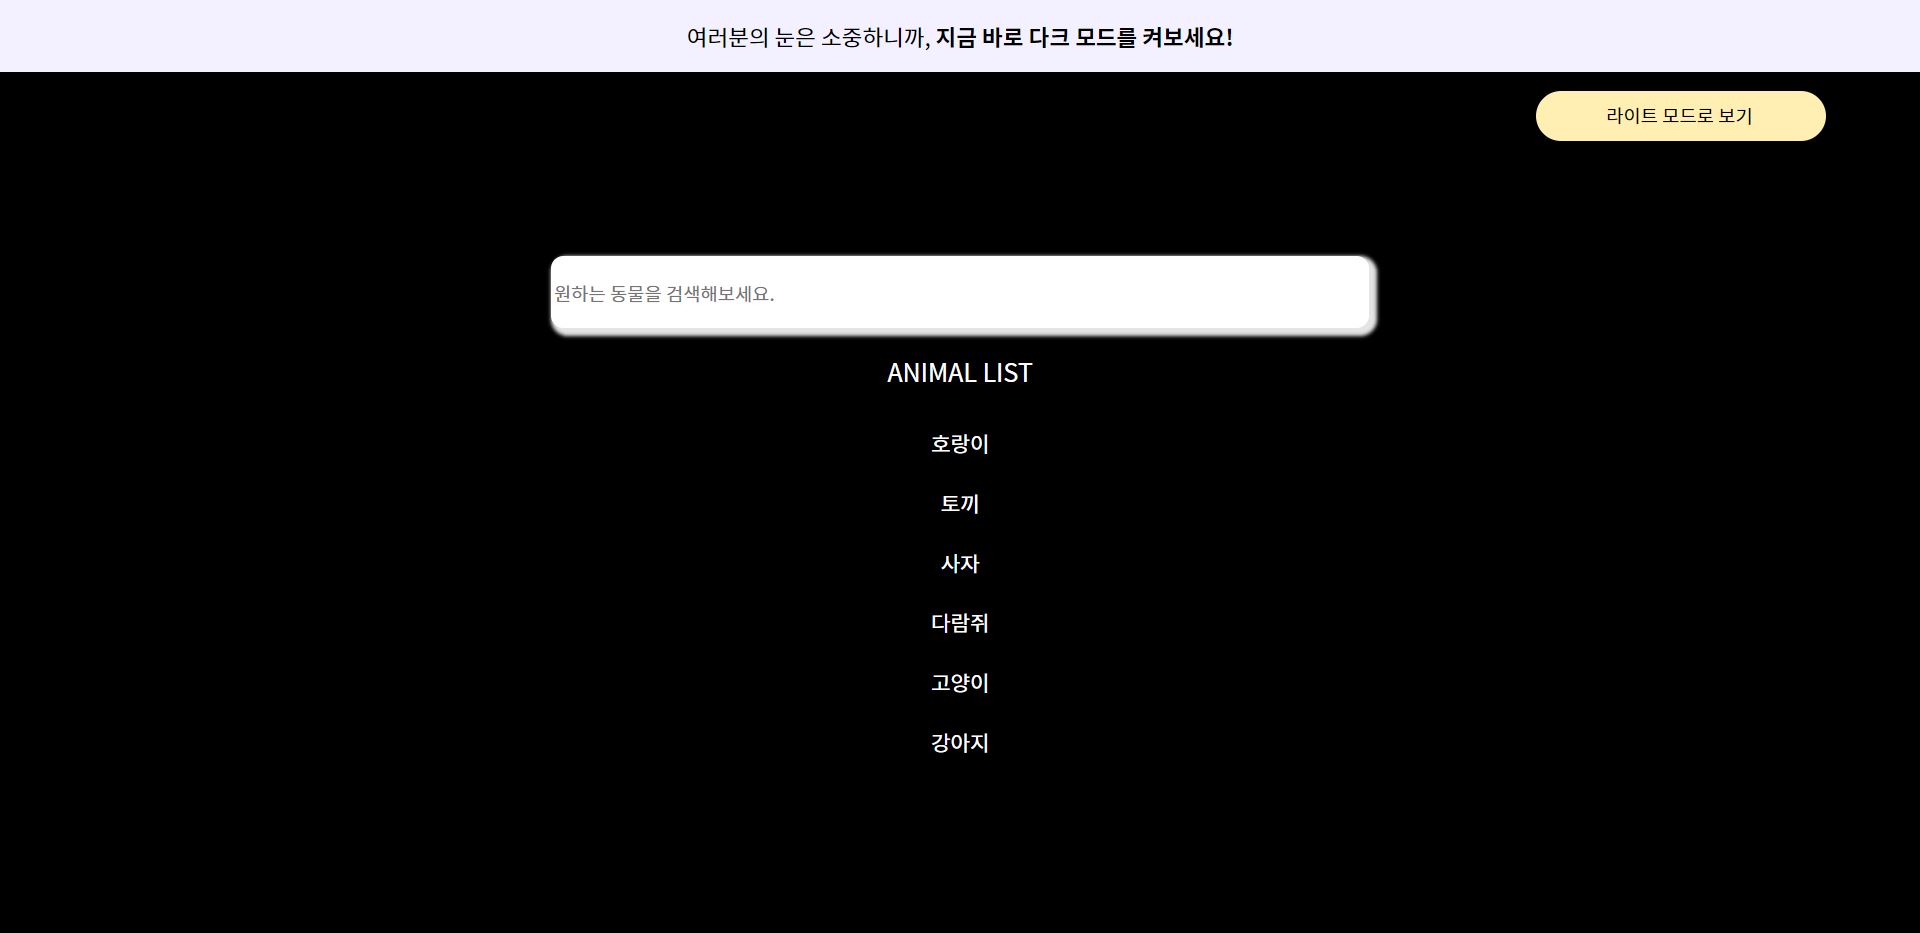 여러분의 눈은 소중하니까, 지금 바로 다크 모드를 켜보세요!
라이트 모드로 보기
원하는 동물을 검색해보세요.
ANIMAL LIST
호랑이
토끼
사자
다람쥐
고양이
강아지